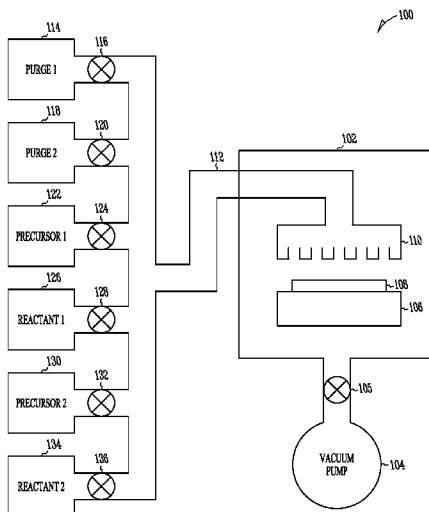 100
114
116
PURGE 1
118
120
PURGE 2
112
102
122
124
PRECURSOR 1
110
126
128
REACTANT 1
108
106
130
132
PRECURSOR 2
105
134
136
REACTANT 2
VACUUM
PUMP
104